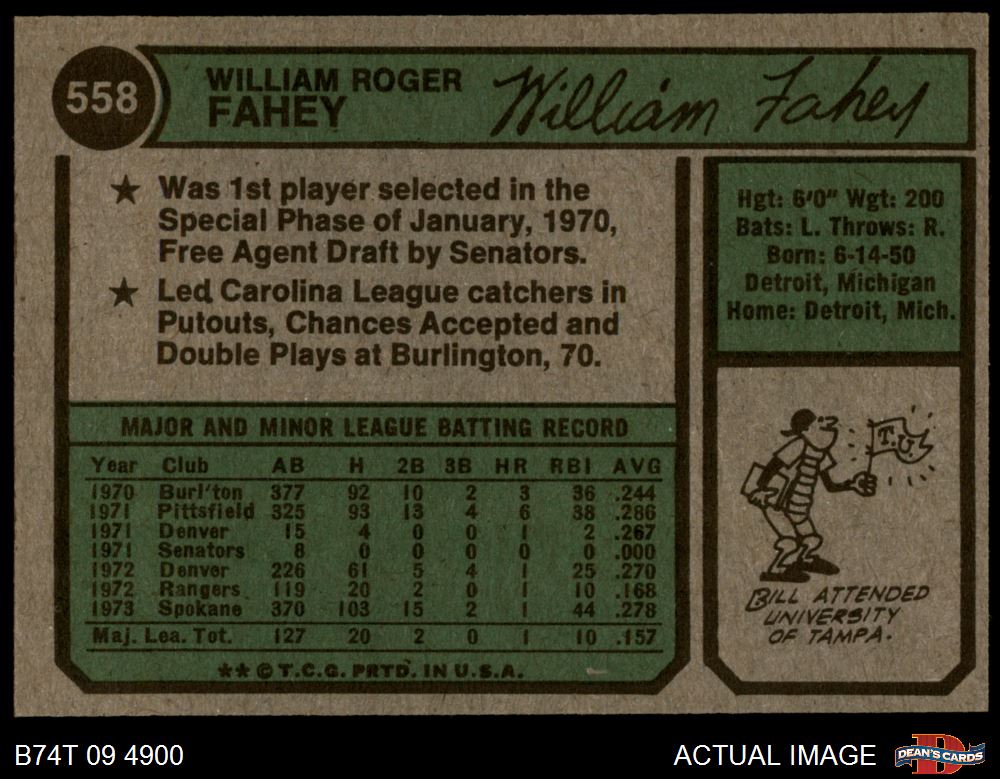 558
WILLIAM ROGER
FAHEY
William Fahey
★ Was 1st player selected in the
Special Phase of January, 1970,
Free Agent Draft by Senators.
★ Led Carolina League catchers in
Putouts, Chances Accepted and
Double Plays at Burlington, 70.
Hgt: 6'0" Wgt: 200
Bats: L. Throws: R.
Born: 6-14-50
Detroit, Michigan
Home: Detroit, Mich.
MAJOR AND MINOR LEAGUE BATTING RECORD
Year Club AB H 2B 3B HR RBI AVG
1970 Burl'ton 377 92 10 2 3 36 .244
1971 Pittsfield 325 93 13 4 6 38 .286
1971 Denver 15 4 0 0 1 2 .267
1971 Senators 8 0 0 0 0 0 .000
1972 Denver 226 61 5 4 1 25 .270
1972 Rangers 119 20 2 0 1 10 .168
1973 Spokane 370 103 15 2 1 44 .278
Maj. Lea. Tot. 127 20 2 0 1 10 .157
** © T.C.G. PRTD. IN U.S.A.
T.U.
BILL ATTENDED
UNIVERSITY
OF TAMPA.
B74T 09 4900
ACTUAL IMAGE
D
DEAN'S CARDS